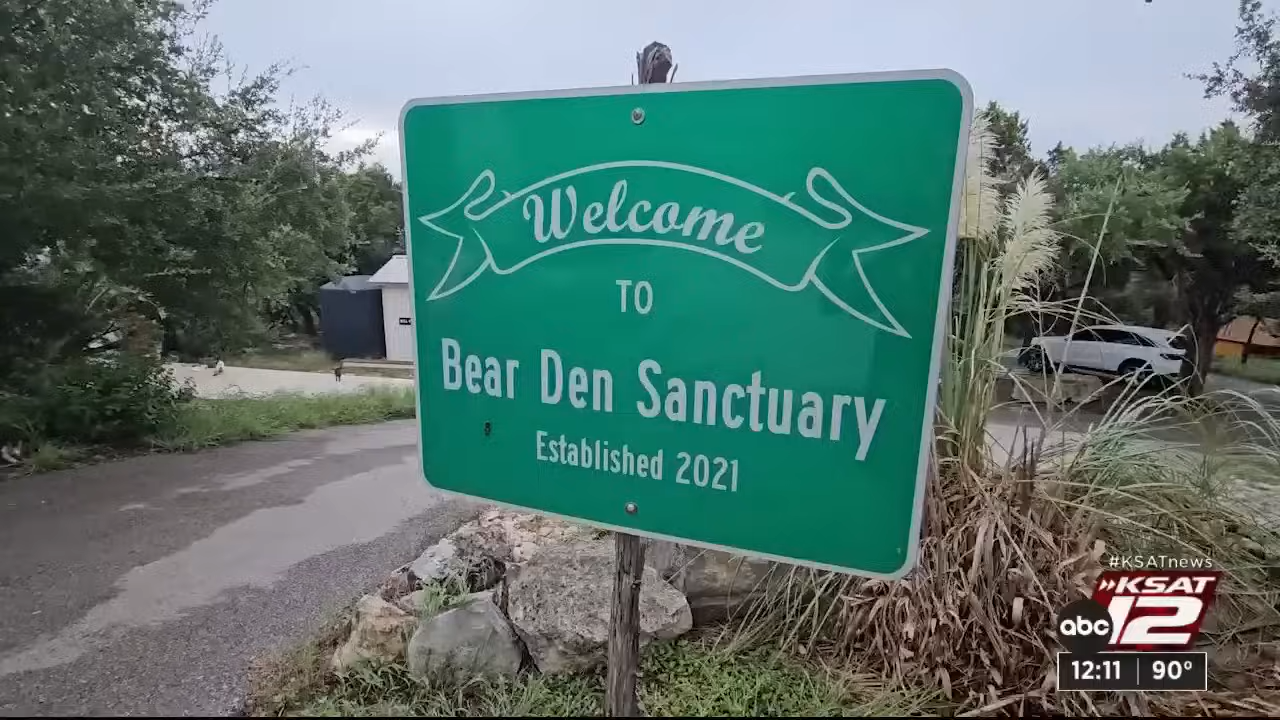 Welcome
TO
Bear Den Sanctuary
Established 2021
#KSATnews
KSAT
abc 12
12:11 90°